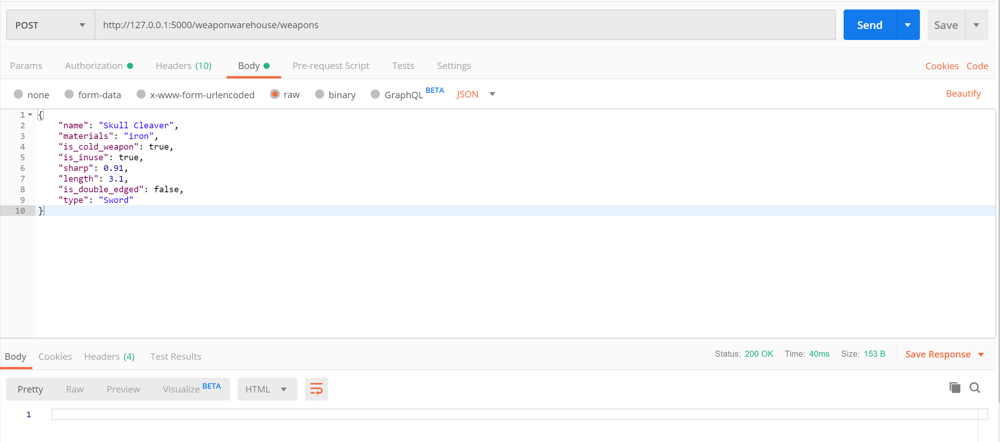 POST http://127.0.0.1:5000/weaponwarehouse/weapons Send Save
Params Authorization Headers (10) Body Pre-request Script Tests Settings Cookies Code
none form-data x-www-form-urlencoded raw binary GraphQL BETA JSON Beautify
1 {
2 "name": "Skull Cleaver",
3 "materials": "iron",
4 "is_cold_weapon": true,
5 "is_inuse": true,
6 "sharp": 0.91,
7 "length": 3.1,
8 "is_double_edged": false,
9 "type": "Sword"
10 }
Body Cookies Headers (4) Test Results Status: 200 OK Time: 40ms Size: 153 B Save Response
Pretty Raw Preview Visualize BETA HTML
1